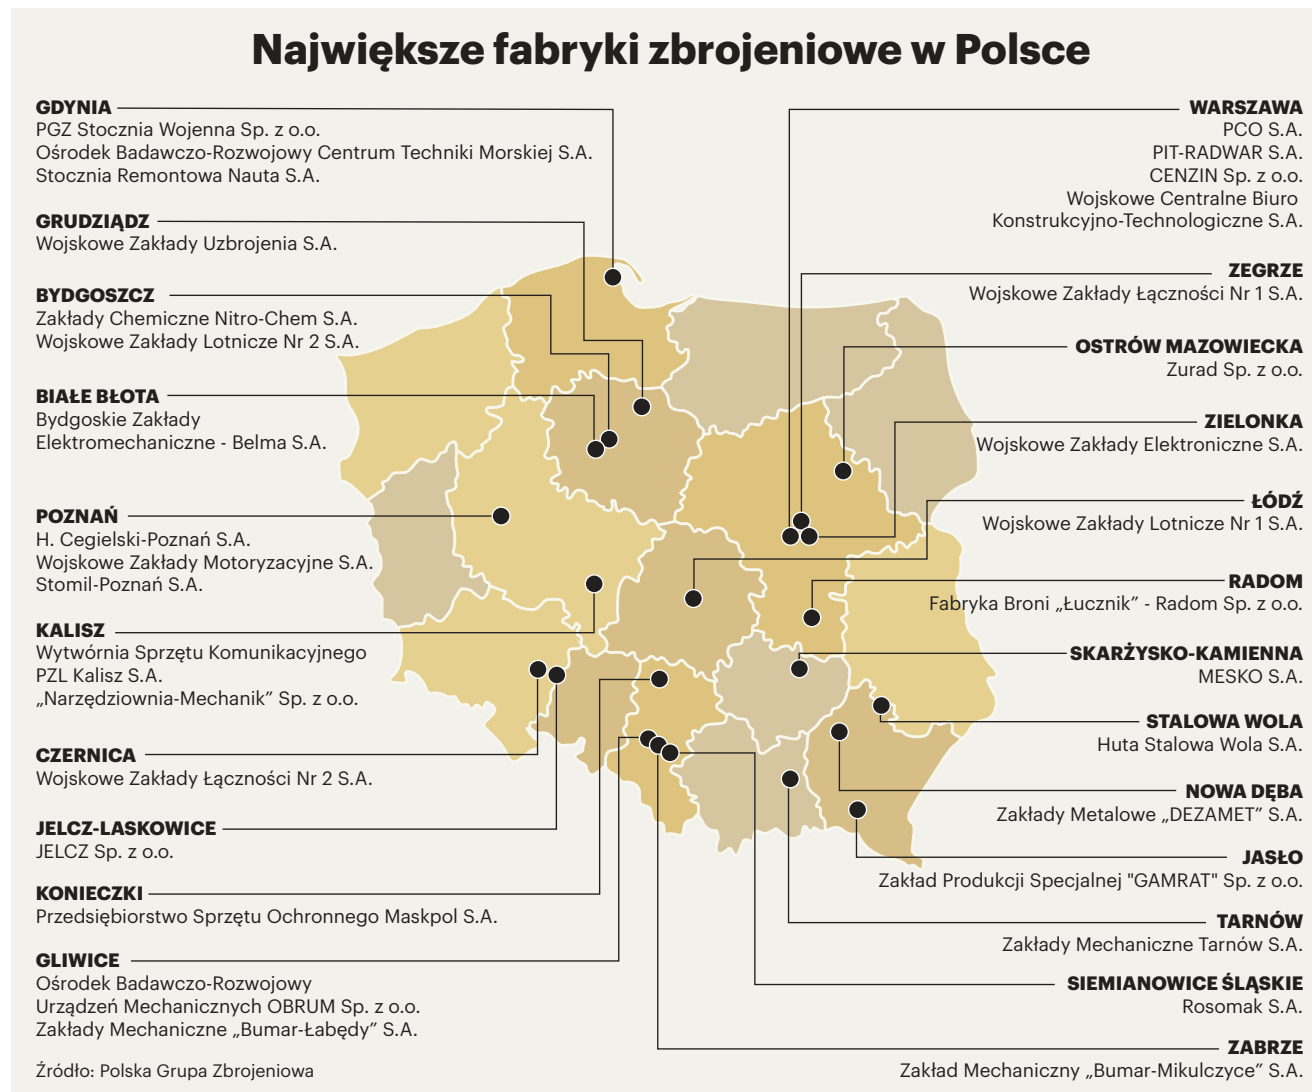 Największe fabryki zbrojeniowe w Polsce
GDYNIA
PGZ Stocznia Wojenna Sp. z o.o.
Ośrodek Badawczo-Rozwojowy Centrum Techniki Morskiej S.A.
Stocznia Remontowa Nauta S.A.
GRUDZIĄDZ
Wojskowe Zakłady Uzbrojenia S.A.
BYDGOSZCZ
Zakłady Chemiczne Nitro-Chem S.A.
Wojskowe Zakłady Lotnicze Nr 2 S.A.
BIAŁE BŁOTA
Bydgoskie Zakłady
Elektromechaniczne - Belma S.A.
POZNAŃ
H. Cegielski-Poznań S.A.
Wojskowe Zakłady Motoryzacyjne S.A.
Stomil-Poznań S.A.
KALISZ
Wytwórnia Sprzętu Komunikacyjnego
PZL Kalisz S.A.
„Narzędziownia-Mechanik” Sp. z o.o.
CZERNICA
Wojskowe Zakłady Łączności Nr 2 S.A.
JELCZ-LASKOWICE
JELCZ Sp. z o.o.
KONIECZKI
Przedsiębiorstwo Sprzętu Ochronnego Maskpol S.A.
GLIWICE
Ośrodek Badawczo-Rozwojowy
Urządzeń Mechanicznych OBRUM Sp. z o.o.
Zakłady Mechaniczne „Bumar-Łabędy” S.A.
Źródło: Polska Grupa Zbrojeniowa
WARSZAWA
PCO S.A.
PIT-RADWAR S.A.
CENZIN Sp. z o.o.
Wojskowe Centralne Biuro
Konstrukcyjno-Technologiczne S.A.
ZEGRZE
Wojskowe Zakłady Łączności Nr 1 S.A.
OSTRÓW MAZOWIECKA
Zurad Sp. z o.o.
ZIELONKA
Wojskowe Zakłady Elektroniczne S.A.
ŁÓDŹ
Wojskowe Zakłady Lotnicze Nr 1 S.A.
RADOM
Fabryka Broni „Łucznik” - Radom Sp. z o.o.
SKARŻYSKO-KAMIENNA
MESKO S.A.
STALOWA WOLA
Huta Stalowa Wola S.A.
NOWA DĘBA
Zakłady Metalowe „DEZAMET” S.A.
JASŁO
Zakład Produkcji Specjalnej "GAMRAT" Sp. z o.o.
TARNÓW
Zakłady Mechaniczne Tarnów S.A.
SIEMIANOWICE ŚLĄSKIE
Rosomak S.A.
ZABRZE
Zakład Mechaniczny „Bumar-Mikulczyce” S.A.